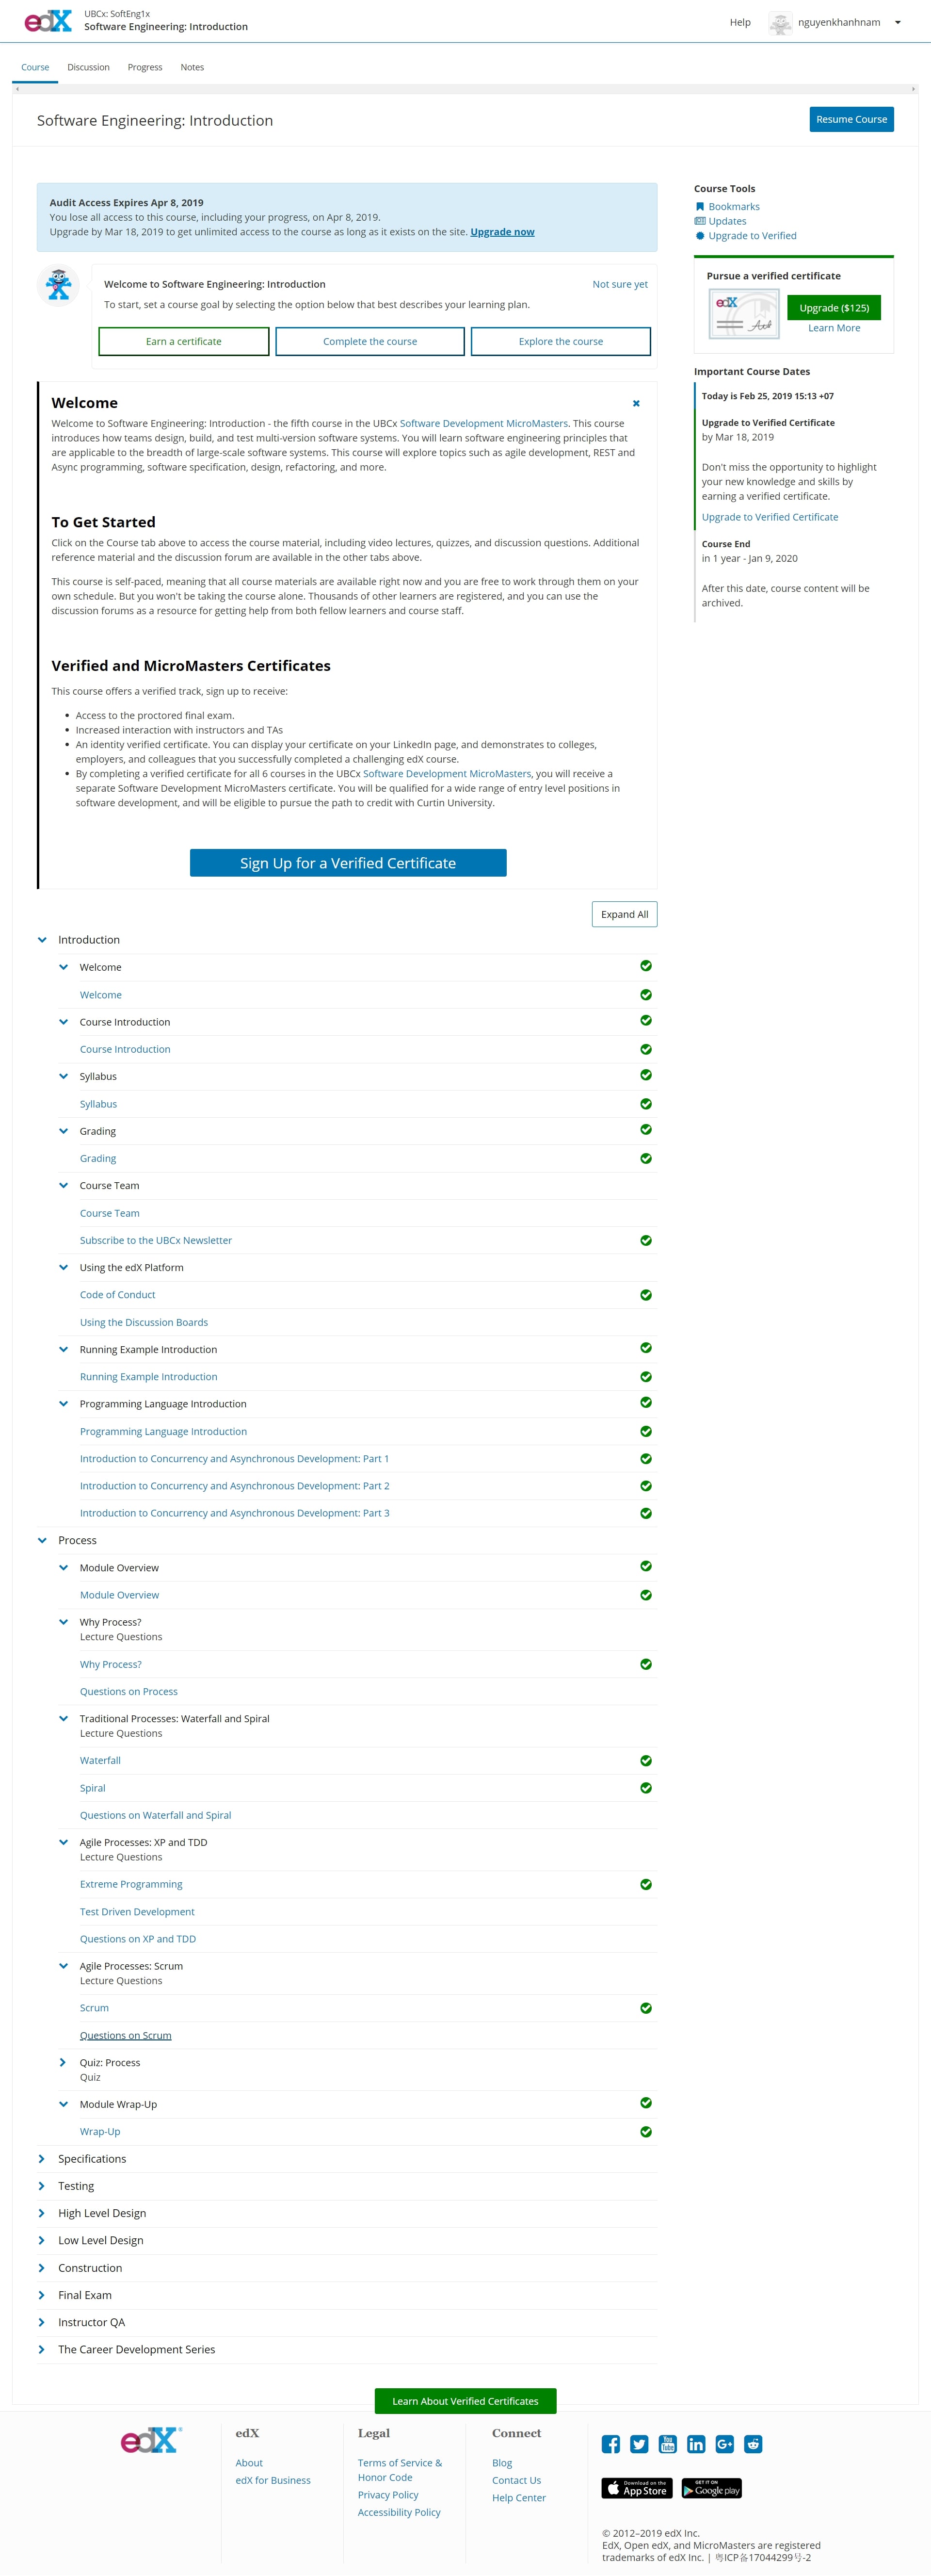 edX
UBCx: SoftEng1x
Software Engineering: Introduction
Help
nguyenkhanhnam
Course
Discussion
Progress
Notes
Software Engineering: Introduction
Resume Course
Audit Access Expires Apr 8, 2019
You lose all access to this course, including your progress, on Apr 8, 2019.
Upgrade by Mar 18, 2019 to get unlimited access to the course as long as it exists on the site. Upgrade now
Welcome to Software Engineering: Introduction
Not sure yet
To start, set a course goal by selecting the option below that best describes your learning plan.
Earn a certificate
Complete the course
Explore the course
Welcome
Welcome to Software Engineering: Introduction - the fifth course in the UBCx Software Development MicroMasters. This course
introduces how teams design, build, and test multi-version software systems. You will learn software engineering principles that
are applicable to the breadth of large-scale software systems. This course will explore topics such as agile development, REST and
Async programming, software specification, design, refactoring, and more.
To Get Started
Click on the Course tab above to access the course material, including video lectures, quizzes, and discussion questions. Additional
reference material and the discussion forum are available in the other tabs above.
This course is self-paced, meaning that all course materials are available right now and you are free to work through them on your
own schedule. But you won't be taking the course alone. Thousands of other learners are registered, and you can use the
discussion forums as a resource for getting help from both fellow learners and course staff.
Verified and MicroMasters Certificates
This course offers a verified track, sign up to receive:
• Access to the proctored final exam.
• Increased interaction with instructors and TAs
• An identity verified certificate. You can display your certificate on your LinkedIn page, and demonstrates to colleges,
employers, and colleagues that you successfully completed a challenging edX course.
• By completing a verified certificate for all 6 courses in the UBCx Software Development MicroMasters, you will receive a
separate Software Development MicroMasters certificate. You will be qualified for a wide range of entry level positions in
software development, and will be eligible to pursue the path to credit with Curtin University.
Sign Up for a Verified Certificate
Course Tools
Bookmarks
Updates
Upgrade to Verified
Pursue a verified certificate
edX
Upgrade ($125)
Learn More
Important Course Dates
Today is Feb 25, 2019 15:13 +07
Upgrade to Verified Certificate
by Mar 18, 2019
Don't miss the opportunity to highlight
your new knowledge and skills by
earning a verified certificate.
Upgrade to Verified Certificate
Course End
in 1 year - Jan 9, 2020
After this date, course content will be
archived.
Expand All
Introduction
Welcome
Welcome
Course Introduction
Course Introduction
Syllabus
Syllabus
Grading
Grading
Course Team
Course Team
Subscribe to the UBCx Newsletter
Using the edX Platform
Code of Conduct
Using the Discussion Boards
Running Example Introduction
Running Example Introduction
Programming Language Introduction
Programming Language Introduction
Introduction to Concurrency and Asynchronous Development: Part 1
Introduction to Concurrency and Asynchronous Development: Part 2
Introduction to Concurrency and Asynchronous Development: Part 3
Process
Module Overview
Module Overview
Why Process?
Lecture Questions
Why Process?
Questions on Process
Traditional Processes: Waterfall and Spiral
Lecture Questions
Waterfall
Spiral
Questions on Waterfall and Spiral
Agile Processes: XP and TDD
Lecture Questions
Extreme Programming
Test Driven Development
Questions on XP and TDD
Agile Processes: Scrum
Lecture Questions
Scrum
Questions on Scrum
Quiz: Process
Quiz
Module Wrap-Up
Wrap-Up
Specifications
Testing
High Level Design
Low Level Design
Construction
Final Exam
Instructor QA
The Career Development Series
Learn About Verified Certificates
edX
edX
About
edX for Business
Legal
Terms of Service &
Honor Code
Privacy Policy
Accessibility Policy
Connect
Blog
Contact Us
Help Center
You Tube
in
G+
Download on the
App Store
GET IT ON
Google play
© 2012–2019 edX Inc.
EdX, Open edX, and MicroMasters are registered
trademarks of edX Inc. | 粤ICP备17044299号-2